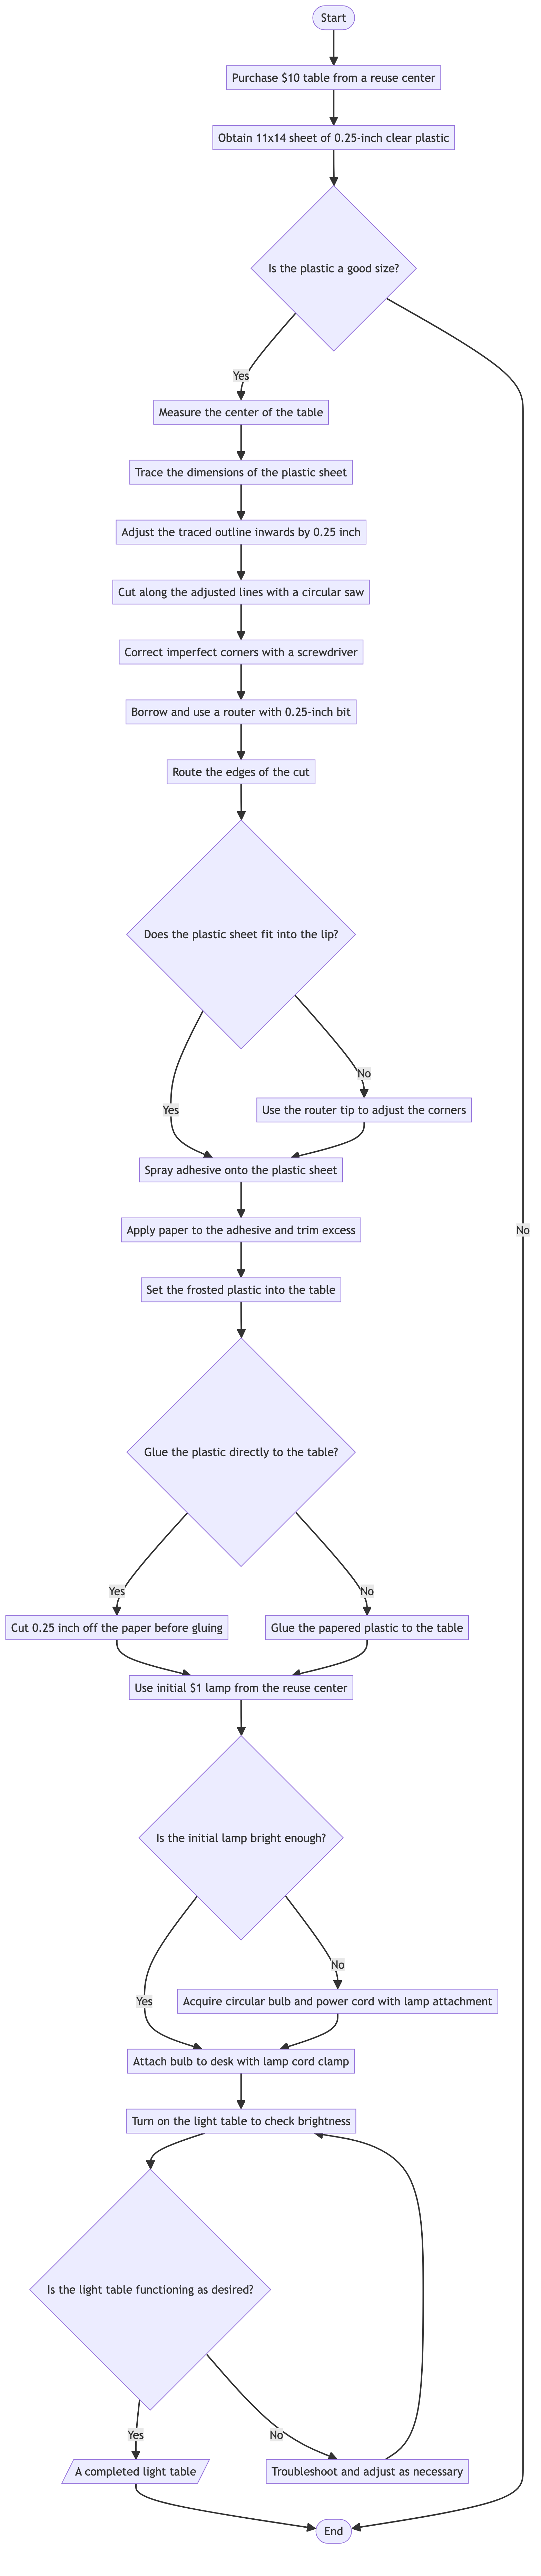 Start
Purchase $10 table from a reuse center
Obtain 11x14 sheet of 0.25-inch clear plastic
Is the plastic a good size?
Yes
Measure the center of the table
Trace the dimensions of the plastic sheet
Adjust the traced outline inwards by 0.25 inch
Cut along the adjusted lines with a circular saw
Correct imperfect corners with a screwdriver
Borrow and use a router with 0.25-inch bit
Route the edges of the cut
Does the plastic sheet fit into the lip?
No
Yes
Use the router tip to adjust the corners
Spray adhesive onto the plastic sheet
Apply paper to the adhesive and trim excess
No
Set the frosted plastic into the table
Glue the plastic directly to the table?
Yes
No
Cut 0.25 inch off the paper before gluing
Glue the papered plastic to the table
Use initial $1 lamp from the reuse center
Is the initial lamp bright enough?
No
Yes
Acquire circular bulb and power cord with lamp attachment
Attach bulb to desk with lamp cord clamp
Turn on the light table to check brightness
Is the light table functioning as desired?
Yes
No
A completed light table
Troubleshoot and adjust as necessary
End